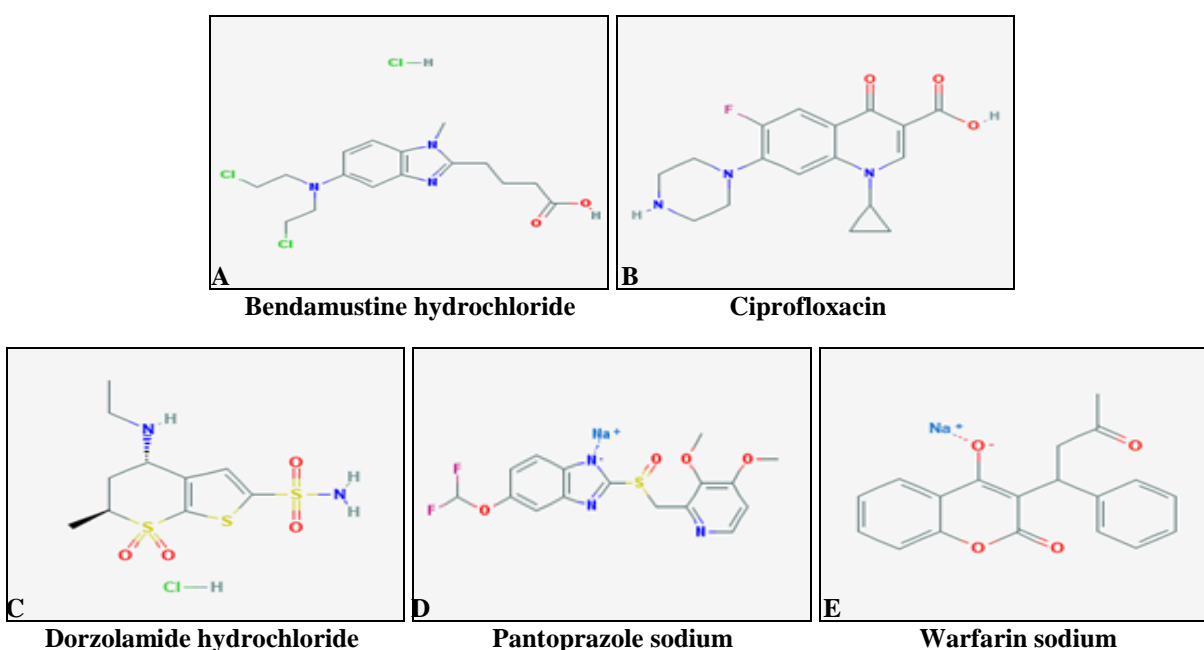 Cl H
N
N
N
Cl
Cl
O
O
H
A
Bendamustine hydrochloride
F
O
O
O H
N
N
N
H
B
Ciprofloxacin
N H
O
S
O
N H
H
S
S
O O
Cl H
C
Dorzolamide hydrochloride
Na+
N-
N
S
O
O
O
F
F
O
N
D
Pantoprazole sodium
Na+
O-
O
O
O
E
Warfarin sodium